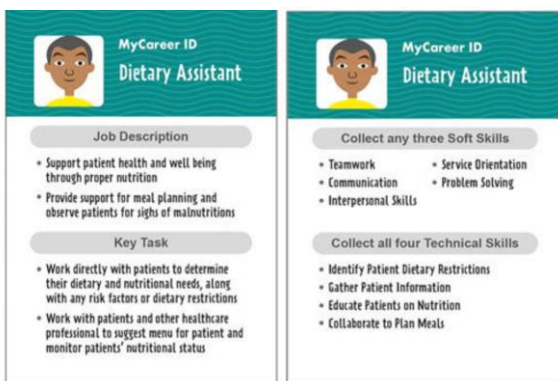 MyCareer ID
Dietary Assistant
Job Description
• Support patient health and well being
through proper nutrition
• Provide support for meal planning and
observe patients for sighs of malnutritions
Key Task
• Work directly with patients to determine
their dietary and nutritional needs, along
with any risk factors or dietary restrictions
• Work with patients and other healthcare
professional to suggest menu for patient and
monitor patients' nutritional status
MyCareer ID
Dietary Assistant
Collect any three Soft Skills
• Teamwork
• Communication
• Interpersonal Skills
• Service Orientation
• Problem Solving
Collect all four Technical Skills
• Identify Patient Dietary Restrictions
• Gather Patient Information
• Educate Patients on Nutrition
• Collaborate to Plan Meals